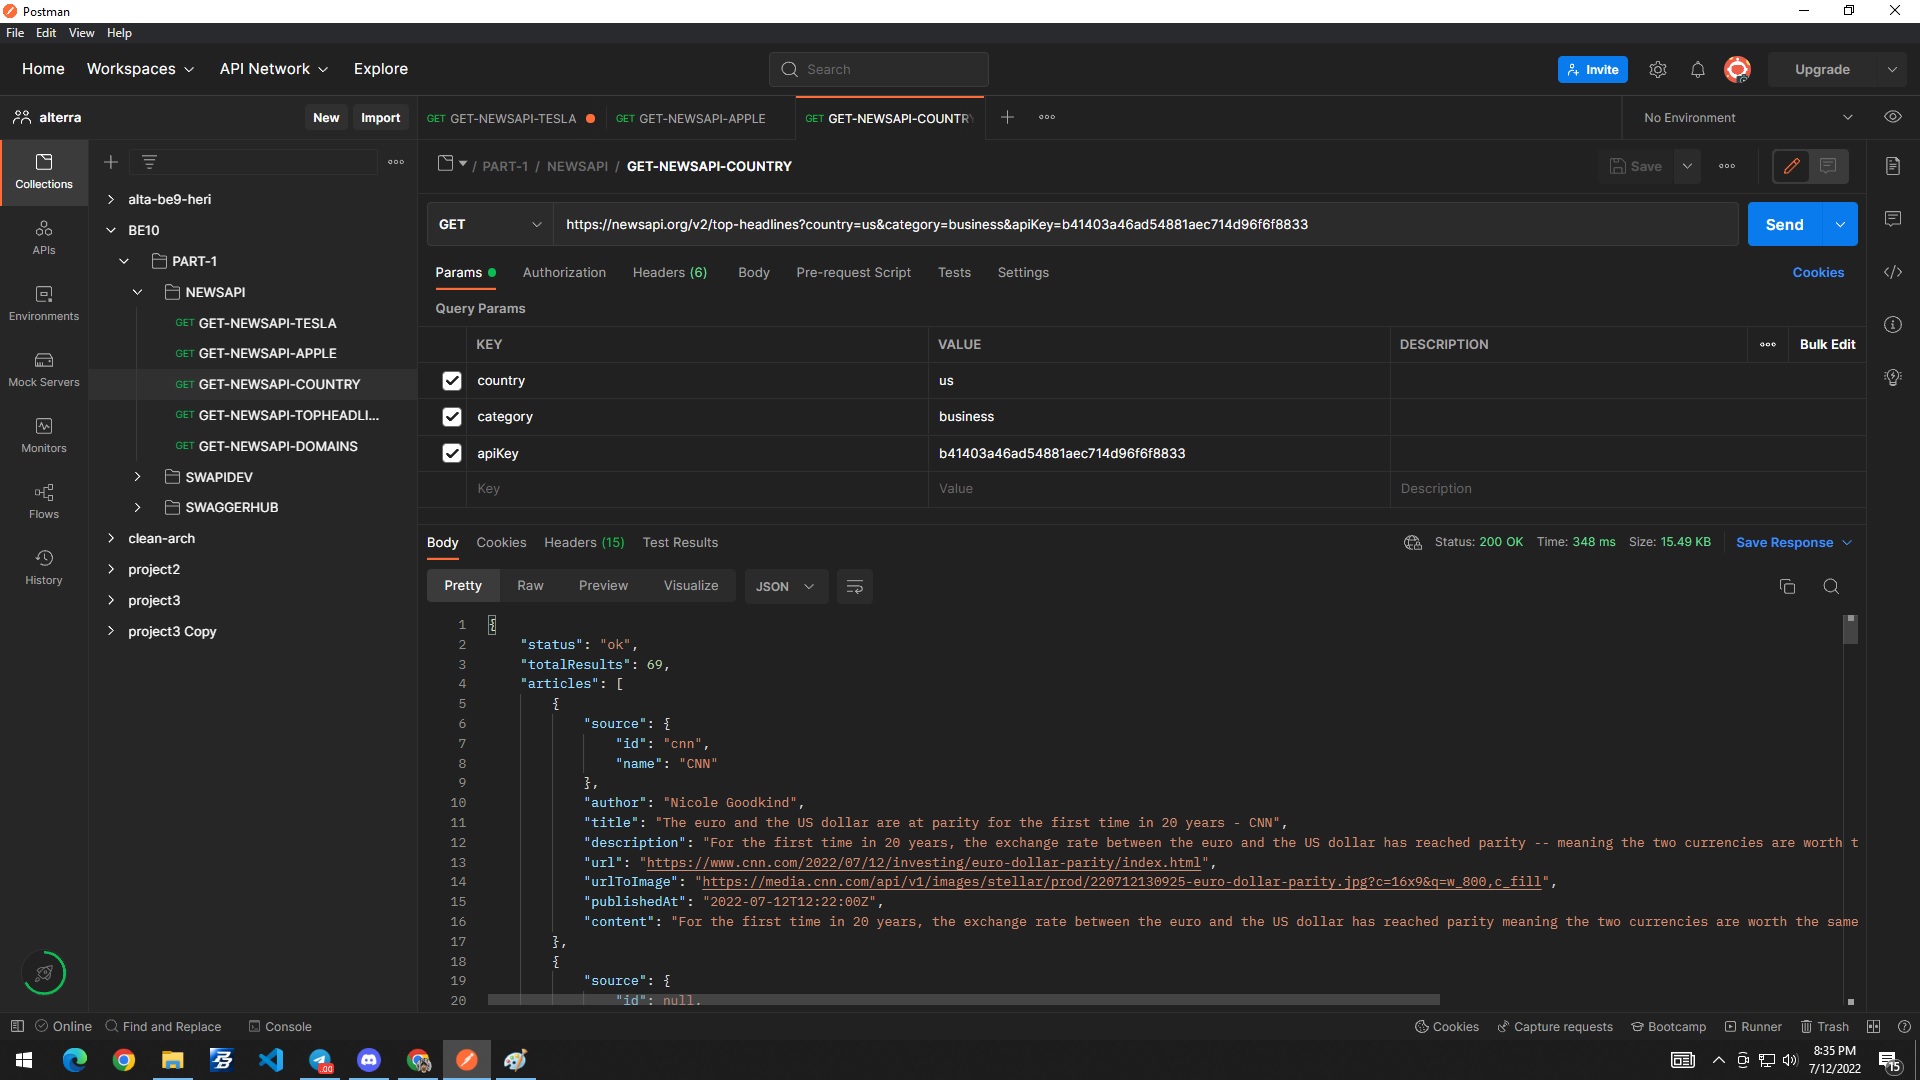 Postman
File Edit View Help
Home Workspaces API Network Explore
Search
Invite
Upgrade
alterra
New Import
GET GET-NEWSAPI-TESLA
GET GET-NEWSAPI-APPLE
GET GET-NEWSAPI-COUNTRY
No Environment
Collections
APIs
Environments
Mock Servers
Monitors
Flows
History
alta-be9-heri
BE10
PART-1
NEWSAPI
GET GET-NEWSAPI-TESLA
GET GET-NEWSAPI-APPLE
GET GET-NEWSAPI-COUNTRY
GET GET-NEWSAPI-TOPHEADLI...
GET GET-NEWSAPI-DOMAINS
SWAPIDEV
SWAGGERHUB
clean-arch
project2
project3
project3 Copy
/ PART-1 / NEWSAPI / GET-NEWSAPI-COUNTRY
Save
GET
https://newsapi.org/v2/top-headlines?country=us&category=business&apiKey=b41403a46ad54881aec714d96f6f8833
Send
Params Authorization Headers (6) Body Pre-request Script Tests Settings
Cookies
Query Params
KEY VALUE DESCRIPTION
Bulk Edit
country us
category business
apiKey b41403a46ad54881aec714d96f6f8833
Key Value Description
Body Cookies Headers (15) Test Results
Status: 200 OK Time: 348 ms Size: 15.49 KB Save Response
Pretty Raw Preview Visualize JSON
1 {
2 "status": "ok",
3 "totalResults": 69,
4 "articles": [
5 {
6 "source": {
7 "id": "cnn",
8 "name": "CNN"
9 },
10 "author": "Nicole Goodkind",
11 "title": "The euro and the US dollar are at parity for the first time in 20 years - CNN",
12 "description": "For the first time in 20 years, the exchange rate between the euro and the US dollar has reached parity -- meaning the two currencies are worth t
13 "url": "https://www.cnn.com/2022/07/12/investing/euro-dollar-parity/index.html",
14 "urlToImage": "https://media.cnn.com/api/v1/images/stellar/prod/220712130925-euro-dollar-parity.jpg?c=16x9&q=w_800,c_fill",
15 "publishedAt": "2022-07-12T12:22:00Z",
16 "content": "For the first time in 20 years, the exchange rate between the euro and the US dollar has reached parity meaning the two currencies are worth the same
17 },
18 {
19 "source": {
20 "id": null,
Online Find and Replace Console
Cookies Capture requests Bootcamp Runner Trash
8:35 PM
7/12/2022
15